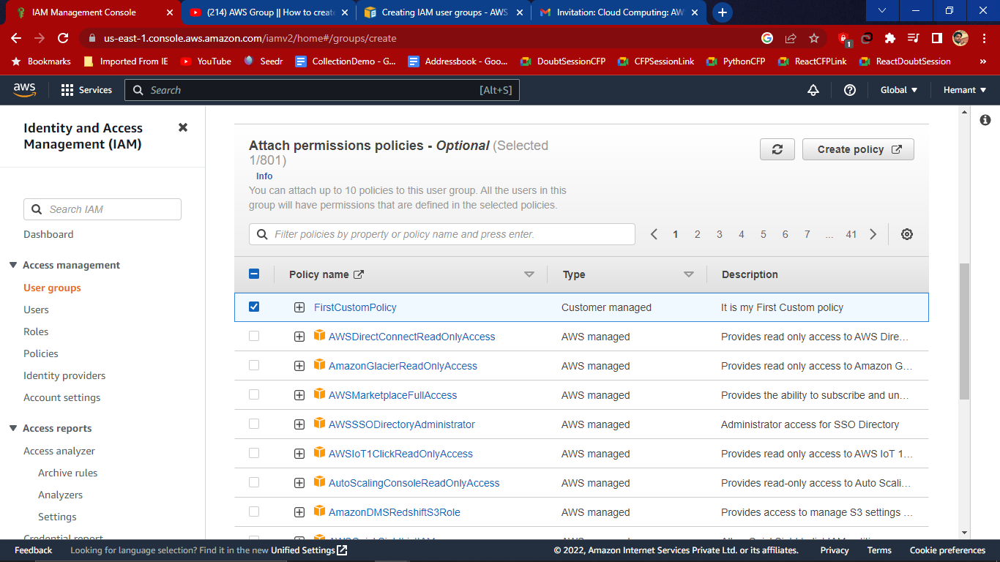 IAM Management Console
(214) AWS Group || How to create
Creating IAM user groups - AWS
Invitation: Cloud Computing: AW
us-east-1.console.aws.amazon.com/iamv2/home#/groups/create
1
Bookmarks
Imported From IE
YouTube
Seedr
CollectionDemo - G...
Addressbook - Goo...
DoubtSessionCFP
CFPSessionLink
PythonCFP
ReactCFPLink
ReactDoubtSession
»
aws
Services
Search
[Alt+S]
Global
Hemant
Identity and Access
Management (IAM)
Search IAM
Dashboard
Access management
User groups
Users
Roles
Policies
Identity providers
Account settings
Access reports
Access analyzer
Archive rules
Analyzers
Settings
Credential report
Attach permissions policies - Optional (Selected
1/801)
Info
Create policy
You can attach up to 10 policies to this user group. All the users in this
group will have permissions that are defined in the selected policies.
Filter policies by property or policy name and press enter.
1 2 3 4 5 6 7 ... 41
Policy name Type Description
FirstCustomPolicy Customer managed It is my First Custom policy
AWSDirectConnectReadOnlyAccess AWS managed Provides read only access to AWS Dire...
AmazonGlacierReadOnlyAccess AWS managed Provides read only access to Amazon G...
AWSMarketplaceFullAccess AWS managed Provides the ability to subscribe and un...
AWSSSODirectoryAdministrator AWS managed Administrator access for SSO Directory
AWSIoT1ClickReadOnlyAccess AWS managed Provides read only access to AWS IoT 1...
AutoScalingConsoleReadOnlyAccess AWS managed Provides read-only access to Auto Scali...
AmazonDMSRedshiftS3Role AWS managed Provides access to manage S3 settings ...
Feedback
Looking for language selection? Find it in the new Unified Settings
© 2022, Amazon Internet Services Private Ltd. or its affiliates.
Privacy
Terms
Cookie preferences